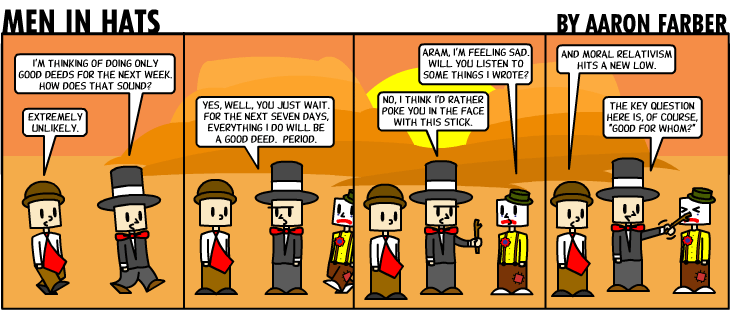 MEN IN HATS
BY AARON FARBER
I'M THINKING OF DOING ONLY
GOOD DEEDS FOR THE NEXT WEEK.
HOW DOES THAT SOUND?
EXTREMELY
UNLIKELY.
YES, WELL, YOU JUST WAIT.
FOR THE NEXT SEVEN DAYS,
EVERYTHING I DO WILL BE
A GOOD DEED. PERIOD.
ARAM, I'M FEELING SAD.
WILL YOU LISTEN TO
SOME THINGS I WROTE?
NO, I THINK I'D RATHER
POKE YOU IN THE FACE
WITH THIS STICK.
AND MORAL RELATIVISM
HITS A NEW LOW.
THE KEY QUESTION
HERE IS, OF COURSE,
"GOOD FOR WHOM?"